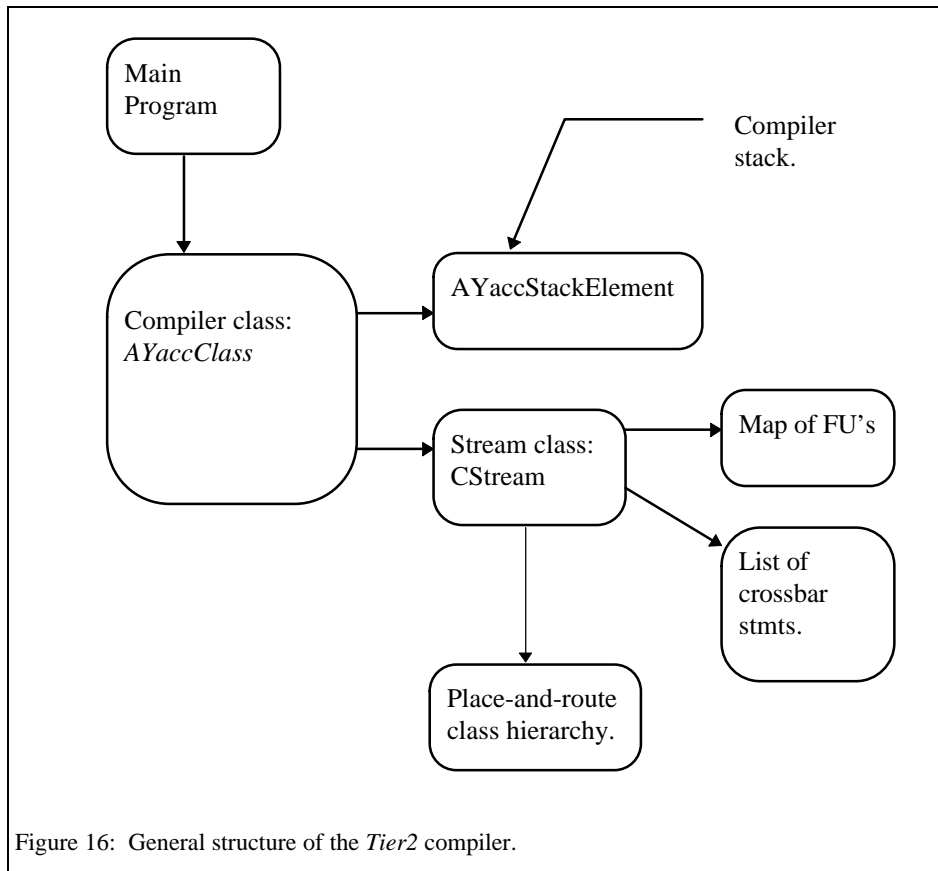 Main
Program
Compiler
stack.
Compiler class:
AYaccClass
AYaccStackElement
Stream class:
CStream
Map of FU's
List of
crossbar
stmts.
Place-and-route
class hierarchy.
Figure 16:  General structure of the Tier2 compiler.